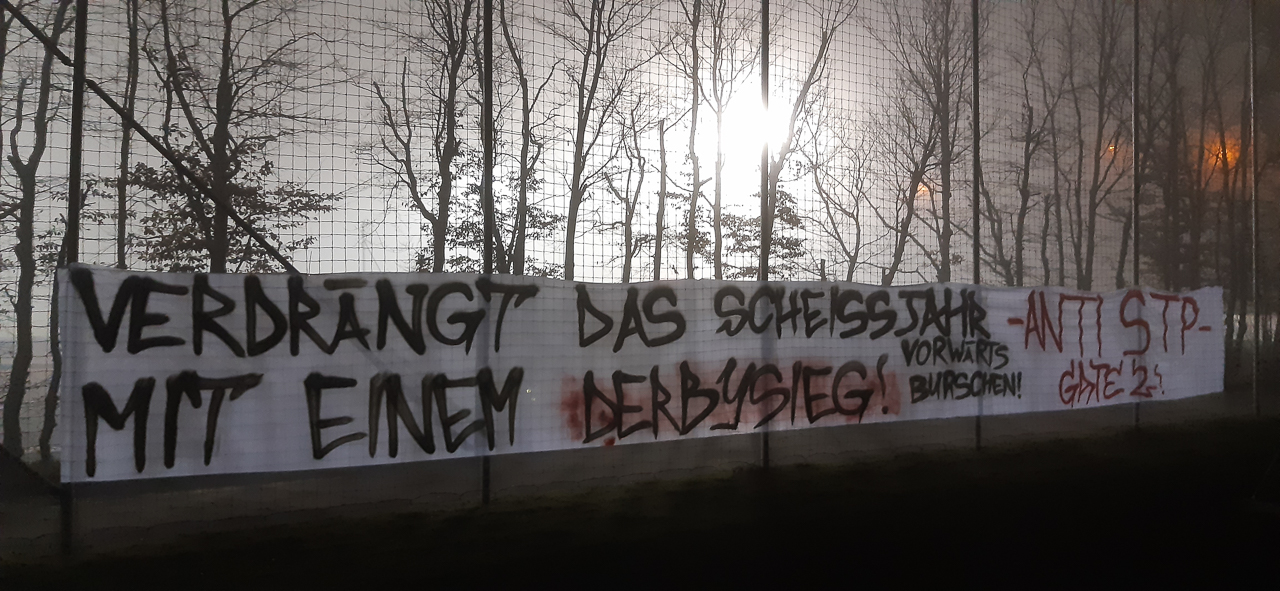 VERDRÄNGT DAS SCHEISSJAHR
MIT EINEM DERBYSIEG!
VORWÄRTS
BURSCHEN!
-ANTI STP-
GATE 2!